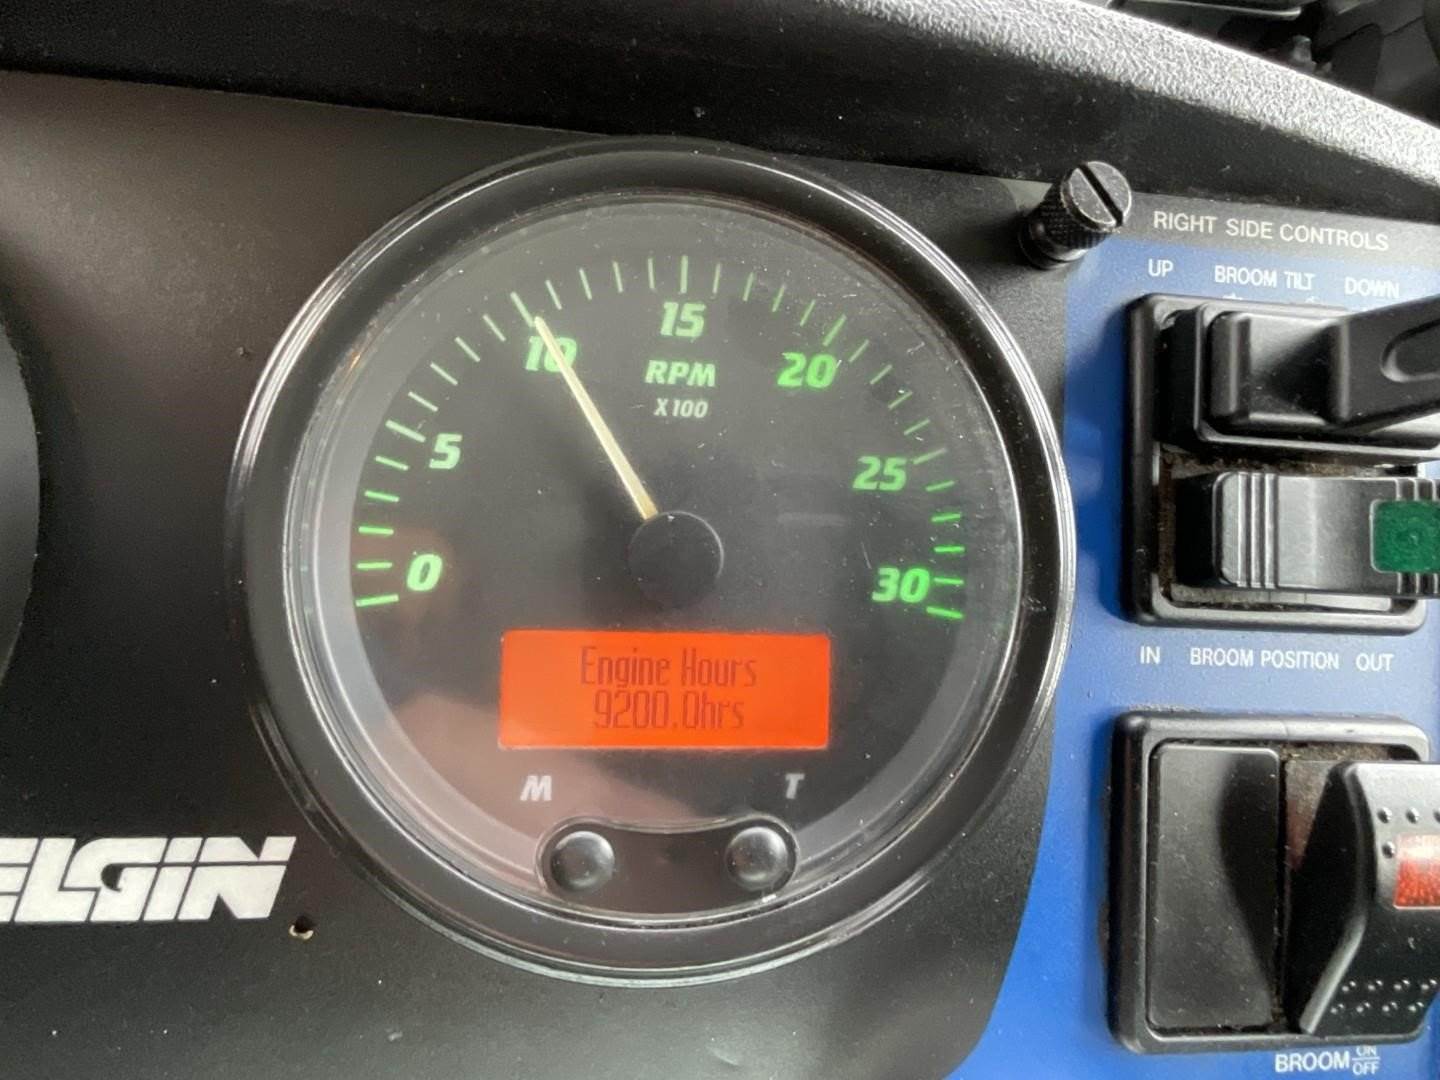 RIGHT SIDE CONTROLS
UP BROOM TILT DOWN
15
10
20
RPM
X100
5
25
0
30
Engine Hours
9200.0hrs
M T
IN BROOM POSITION OUT
ELGIN
BROOM ON
OFF